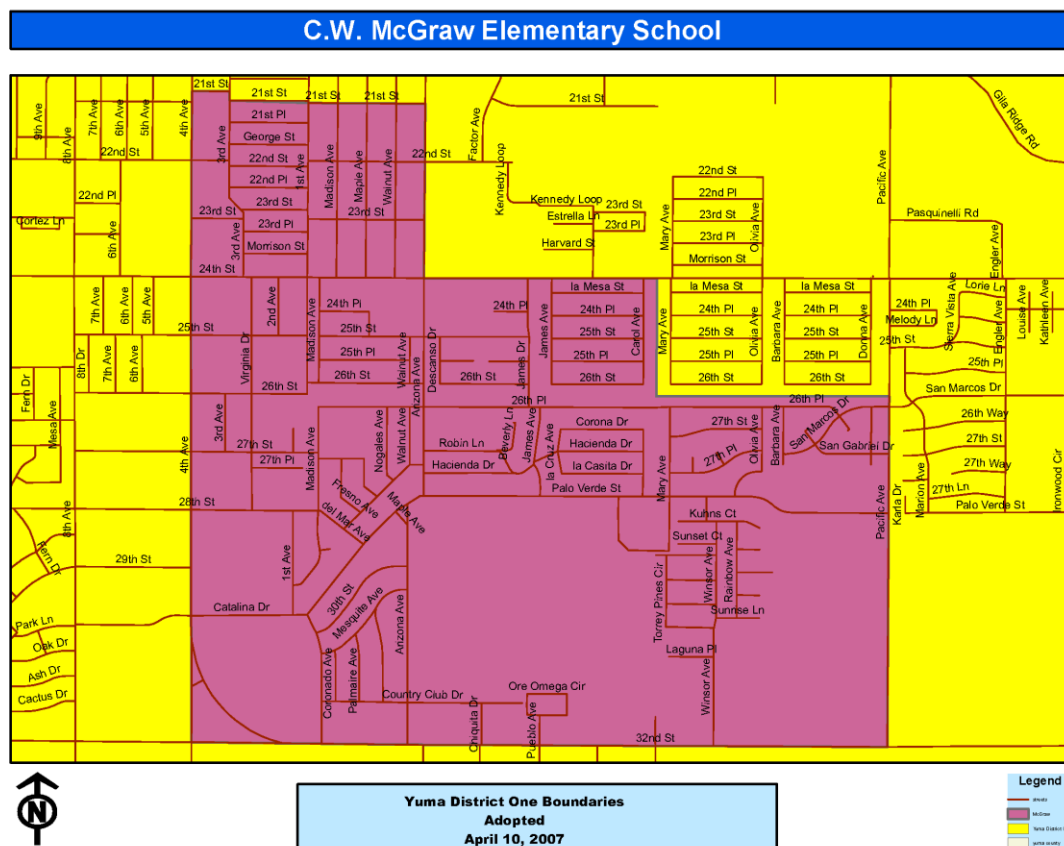 C.W. McGraw Elementary School
21st St
21st St
21st St
21st St
21st St
Gila Ridge Rd
9th Ave
8th Ave
7th Ave
6th Ave
5th Ave
4th Ave
3rd Ave
21st Pl
George St
22nd St
22nd St
22nd Pl
1st Ave
Madison Ave
Maple Ave
Walnut Ave
22nd St
Factor Ave
Kennedy Loop
Kennedy Loop
Estrella Ln
23rd St
23rd Pl
Harvard St
22nd St
22nd Pl
23rd St
23rd Pl
Morrison St
Mary Ave
Olivia Ave
Pacific Ave
Pasquinelli Rd
Engler Ave
22nd Pl
Cortez Ln
6th Ave
23rd St
23rd St
23rd St
23rd Pl
3rd Ave
Morrison St
24th St
7th Ave
6th Ave
5th Ave
2nd Ave
Madison Ave
24th Pl
25th St
25th Pl
26th St
25th St
Virginia Dr
26th St
8th Dr
7th Ave
6th Ave
Fern Dr
Mesa Ave
Walnut Ave
Arizona Ave
Descanso Dr
26th St
James Dr
24th Pl
James Ave
la Mesa St
24th Pl
25th St
25th Pl
26th St
Carol Ave
Mary Ave
la Mesa St
24th Pl
25th St
25th Pl
26th St
Olivia Ave
Barbara Ave
la Mesa St
24th Pl
25th St
25th Pl
26th St
Donna Ave
24th Pl
Melody Ln
25th St
Sierra Vista Ave
Lorie Ln
Engler Ave
Louise Ave
Kathleen Ave
25th Pl
San Marcos Dr
26th Way
27th St
27th Way
27th Ln
Palo Verde St
Karla Dr
Marion Ave
Ironwood Cir
26th Pl
26th Pl
3rd Ave
4th Ave
27th St
27th Pl
Madison Ave
Nogales Ave
Walnut Ave
Robin Ln
Hacienda Dr
Beverly Ln
James Ave
la Cruz Ave
Corona Dr
Hacienda Dr
la Casita Dr
Palo Verde St
Mary Ave
27th St
27th Pl
Olivia Ave
Barbara Ave
San Marcos Dr
San Gabriel Dr
Pacific Ave
28th St
8th Ave
Fern Dr
29th St
Fresno Ave
del Mar Ave
Maple Ave
1st Ave
Kuhns Ct
Sunset Ct
Torrey Pines Cir
Winsor Ave
Rainbow Ave
Sunrise Ln
Laguna Pl
Winsor Ave
Catalina Dr
30th St
Mesquite Ave
Arizona Ave
Park Ln
Oak Dr
Ash Dr
Cactus Dr
Coronado Ave
Palmaire Ave
Country Club Dr
Chiquita Dr
Ore Omega Cir
Pueblo Ave
32nd St
N
Yuma District One Boundaries
Adopted
April 10, 2007
Legend
McGraw